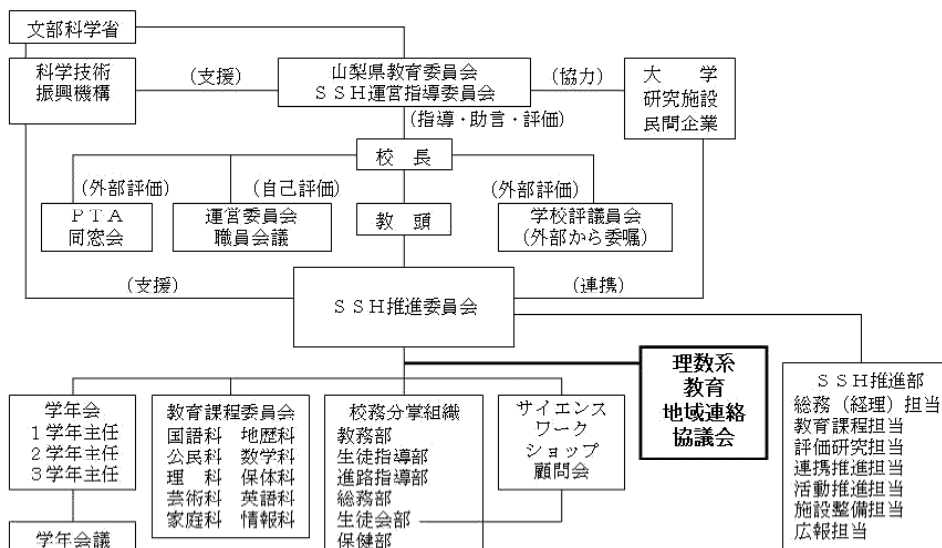 文部科学省
科学技術
振興機構
(支援)
山梨県教育委員会
ＳＳＨ運営指導委員会
(協力)
大　学
研究施設
民間企業
(指導・助言・評価)
校　長
(外部評価)
(自己評価)
(外部評価)
ＰＴＡ
同窓会
運営委員会
職員会議
教　頭
学校評議員会
(外部から委嘱)
(支援)
ＳＳＨ推進委員会
(連携)
理数系
教育
地域連絡
協議会
学年会
１学年主任
２学年主任
３学年主任
教育課程委員会
国語科　地歴科
公民科　数学科
理　科　保体科
芸術科　英語科
家庭科　情報科
校務分掌組織
教務部
生徒指導部
進路指導部
総務部
生徒会部
保健部
サイエンス
ワーク
ショップ
顧問会
ＳＳＨ推進部
総務（経理）担当
教育課程担当
評価研究担当
連携推進担当
活動推進担当
施設整備担当
広報担当
学年会議